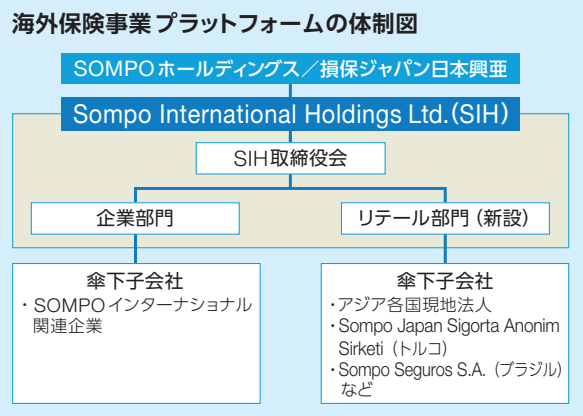 海外保険事業プラットフォームの体制図
SOMPOホールディングス／損保ジャパン日本興亜
Sompo International Holdings Ltd.(SIH)
SIH取締役会
企業部門
リテール部門（新設）
傘下子会社
・SOMPOインターナショナル
関連企業
傘下子会社
・アジア各国現地法人
・Sompo Japan Sigorta Anonim
Sirketi（トルコ）
・Sompo Seguros S.A.（ブラジル）
など